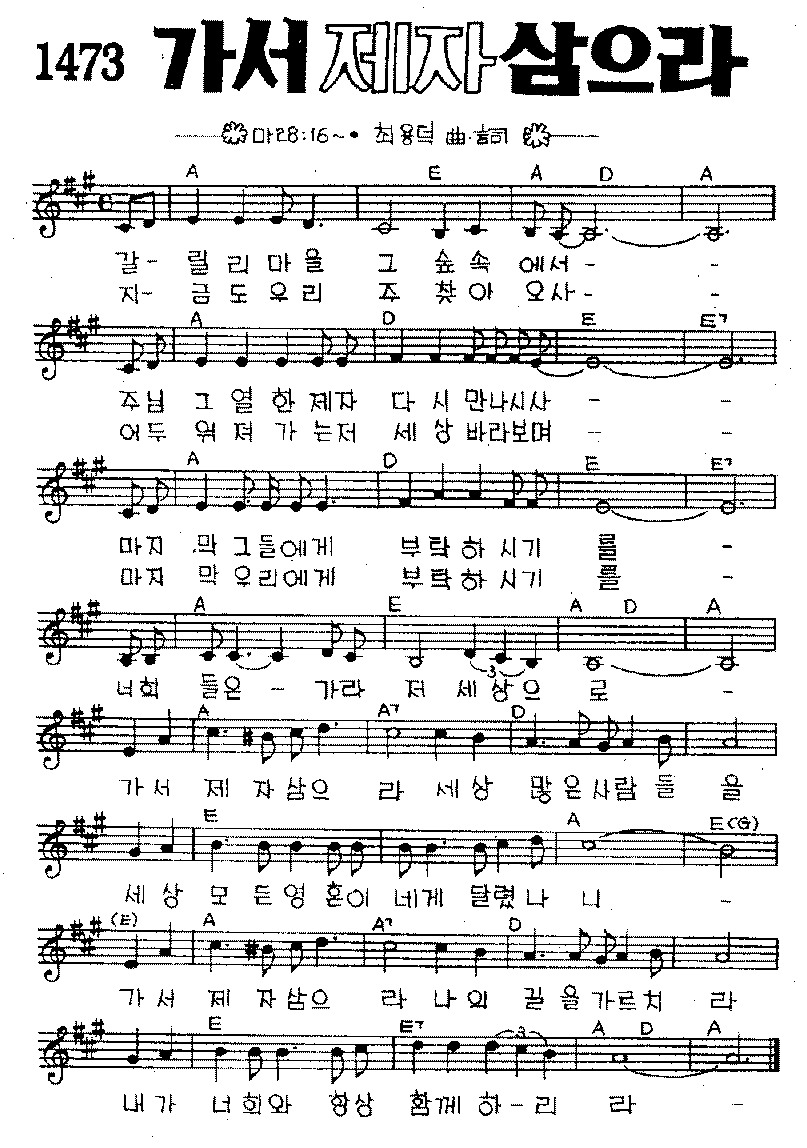 1473 가서 제자 삼으라
마28:16~• 최용덕 曲·詞
A E A D A
갈- 릴리마을 그 숲속 에서- -
지- 금도우리 주 찾아 오사- -
A D E E7
주님 그 열 한 제자 다 시 만나시사 - -
어두 워 져 가 는저 세 상 바라보며 - -
A D E E7
마지 막 그들에게 부탁하시기 를 -
마지 막 우리에게 부탁하시기 를 -
A E A D A
너희 들은 - 가라 저 세상으 로 -
A A7 D
가서 제 자삼으 라 세상 많은사람 들 을
E A E(G)
세상 모 든영 혼이 네게 달렸나 니 -
(E) A A7 D
가서 제 자삼으 라 나의 길을가르치 라
E E7 A D A
내가 너희와 항상 함께 하-리 라 -